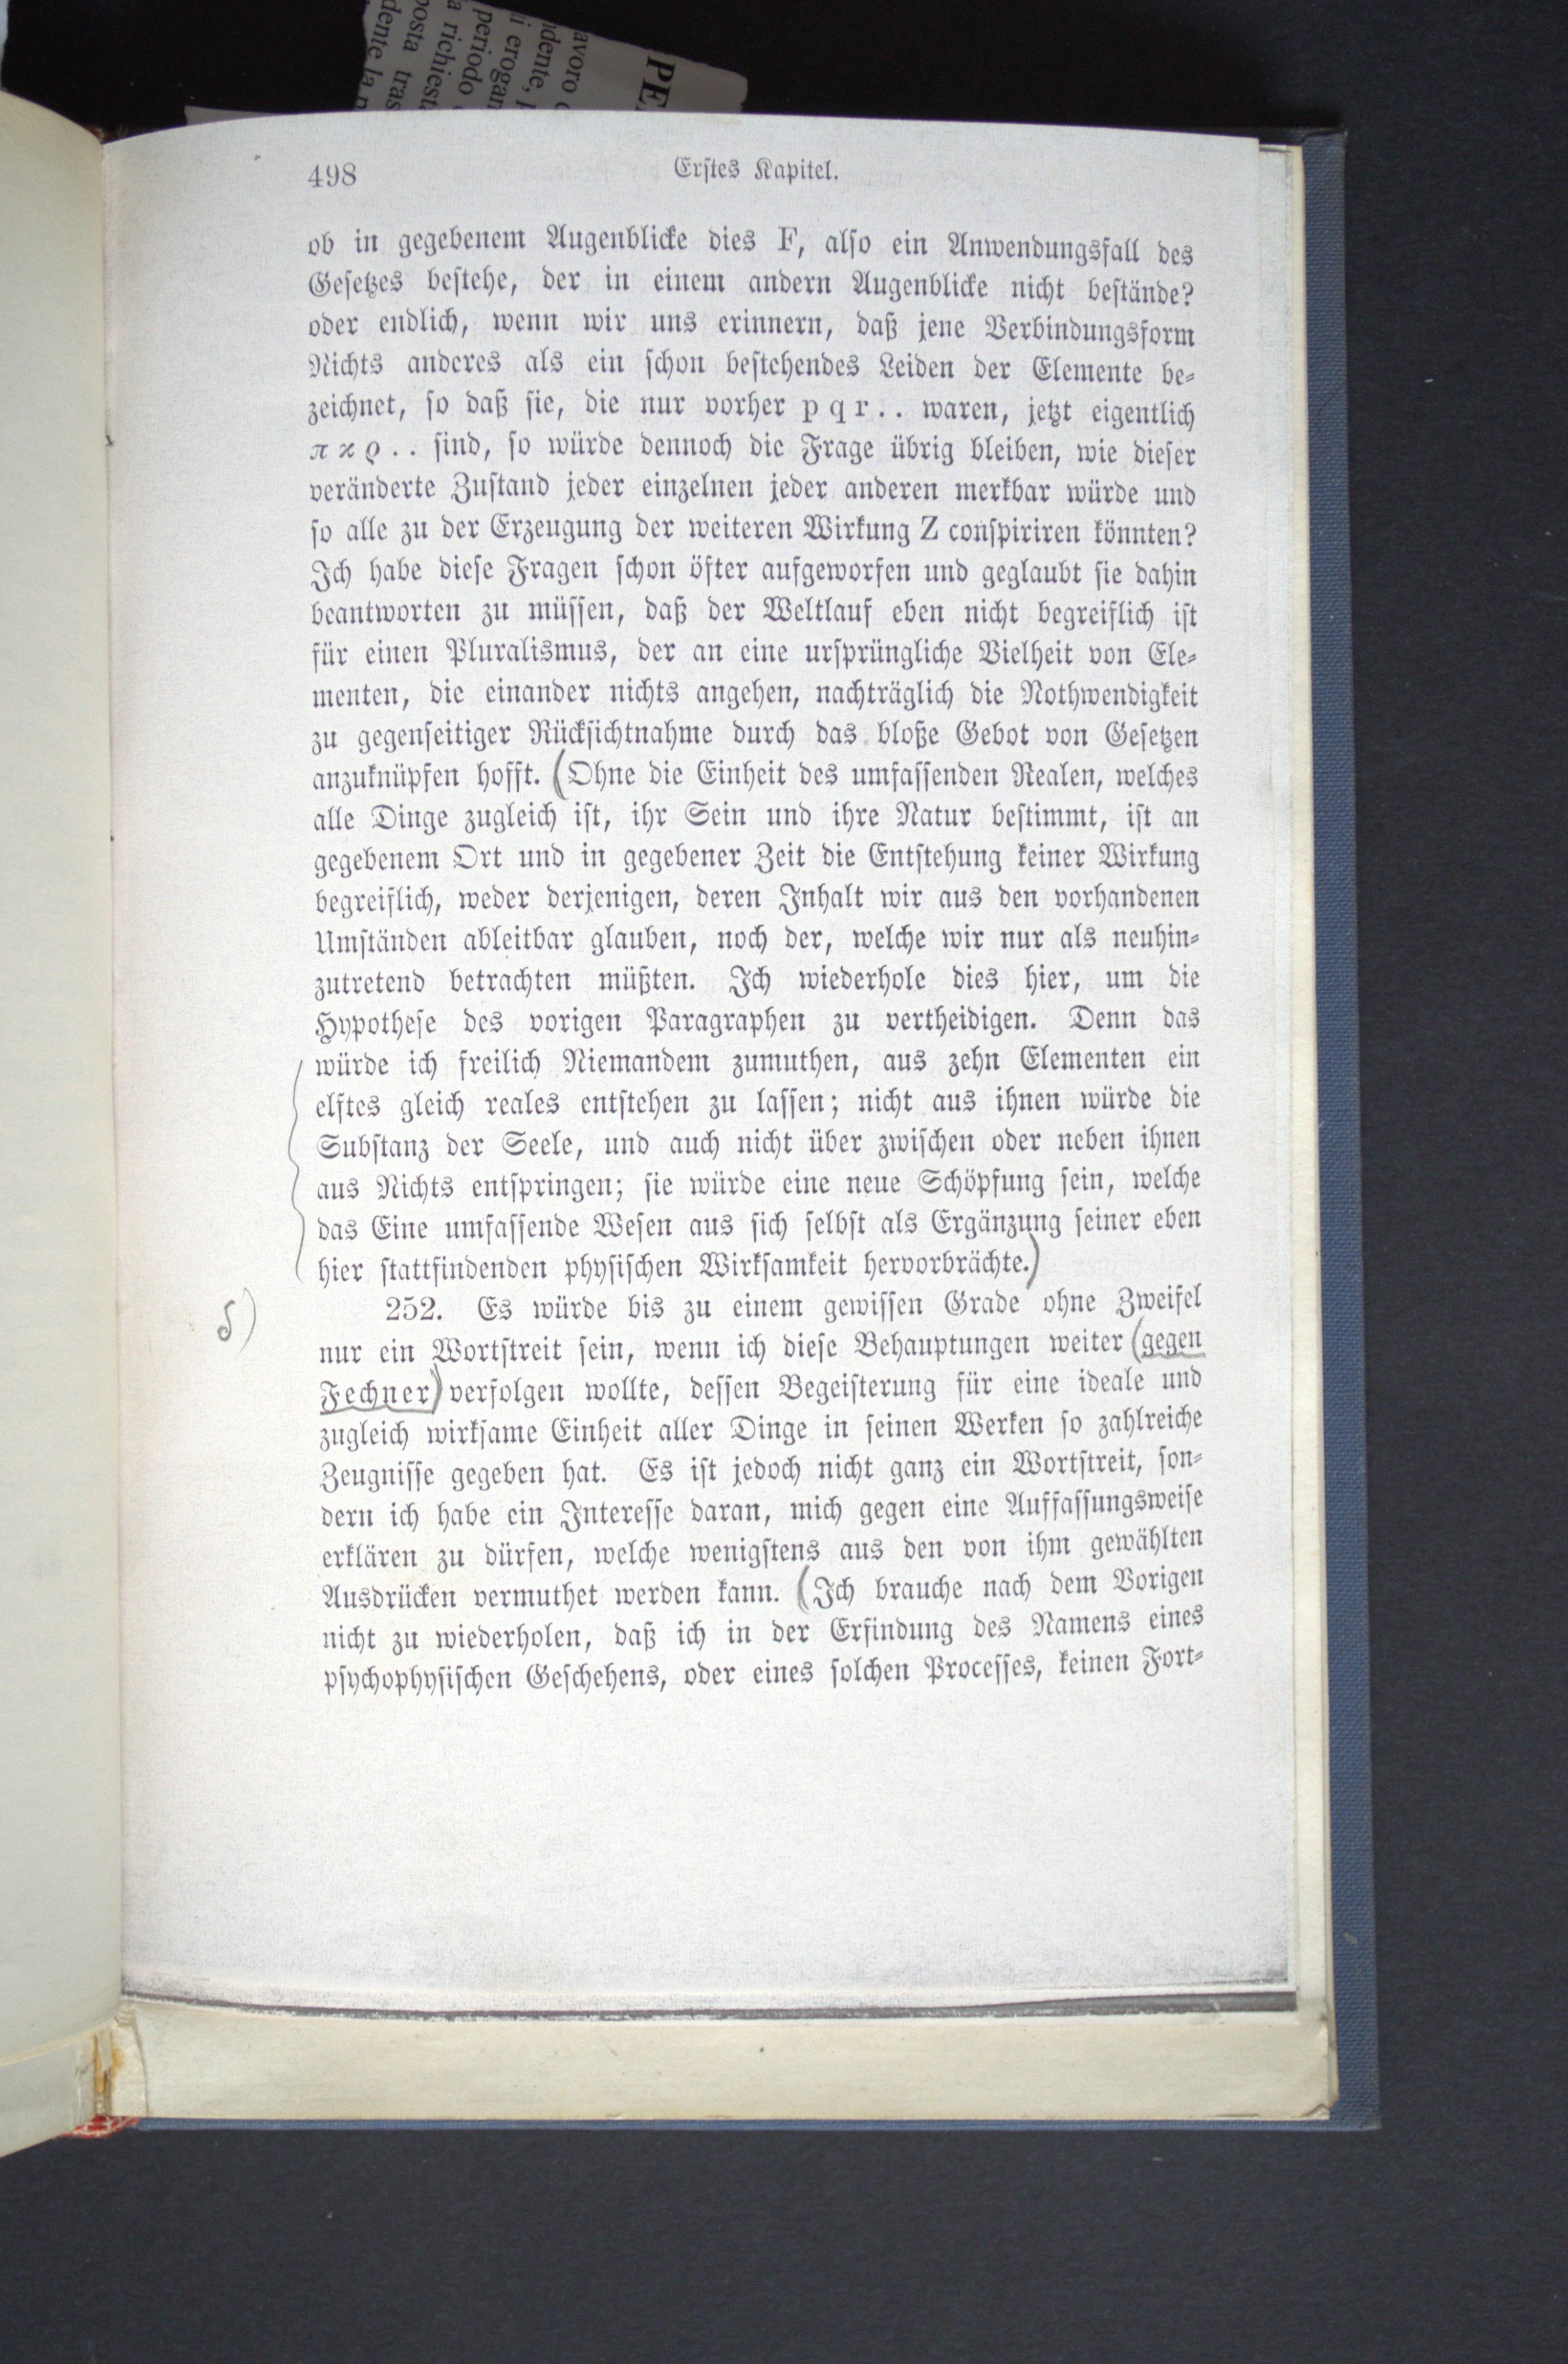 498
Erstes Kapitel.
ob in gegebenem Augenblicke dies F, also ein Anwendungsfall des
Gesetzes bestehe, der in einem andern Augenblicke nicht bestände?
oder endlich, wenn wir uns erinnern, daß jene Verbindungsform
Nichts anderes als ein schon bestehendes Leiden der Elemente be-
zeichnet, so daß sie, die nur vorher p q r . . waren, jetzt eigentlich
π ϰ ϱ . . sind, so würde dennoch die Frage übrig bleiben, wie dieser
veränderte Zustand jeder einzelnen jeder anderen merkbar würde und
so alle zu der Erzeugung der weiteren Wirkung Z conspiriren könnten?
Ich habe diese Fragen schon öfter aufgeworfen und geglaubt sie dahin
beantworten zu müssen, daß der Weltlauf eben nicht begreiflich ist
für einen Pluralismus, der an eine ursprüngliche Vielheit von Ele-
menten, die einander nichts angehen, nachträglich die Nothwendigkeit
zu gegenseitiger Rücksichtnahme durch das bloße Gebot von Gesetzen
anzuknüpfen hofft. (Ohne die Einheit des umfassenden Realen, welches
alle Dinge zugleich ist, ihr Sein und ihre Natur bestimmt, ist an
gegebenem Ort und in gegebener Zeit die Entstehung keiner Wirkung
begreiflich, weder derjenigen, deren Inhalt wir aus den vorhandenen
Umständen ableitbar glauben, noch der, welche wir nur als neuhin-
zutretend betrachten müßten. Ich wiederhole dies hier, um die
Hypothese des vorigen Paragraphen zu vertheidigen. Denn das
würde ich freilich Niemandem zumuthen, aus zehn Elementen ein
elftes gleich reales entstehen zu lassen; nicht aus ihnen würde die
Substanz der Seele, und auch nicht über zwischen oder neben ihnen
aus Nichts entspringen; sie würde eine neue Schöpfung sein, welche
das Eine umfassende Wesen aus sich selbst als Ergänzung seiner eben
hier stattfindenden physischen Wirksamkeit hervorbrächte.)
δ)
252. Es würde bis zu einem gewissen Grade ohne Zweifel
nur ein Wortstreit sein, wenn ich diese Behauptungen weiter (gegen
Fechner) verfolgen wollte, dessen Begeisterung für eine ideale und
zugleich wirksame Einheit aller Dinge in seinen Werken so zahlreiche
Zeugnisse gegeben hat. Es ist jedoch nicht ganz ein Wortstreit, son-
dern ich habe ein Interesse daran, mich gegen eine Auffassungsweise
erklären zu dürfen, welche wenigstens aus den von ihm gewählten
Ausdrücken vermuthet werden kann. (Ich brauche nach dem Vorigen
nicht zu wiederholen, daß ich in der Erfindung des Namens eines
psychophysischen Geschehens, oder eines solchen Processes, keinen Fort-